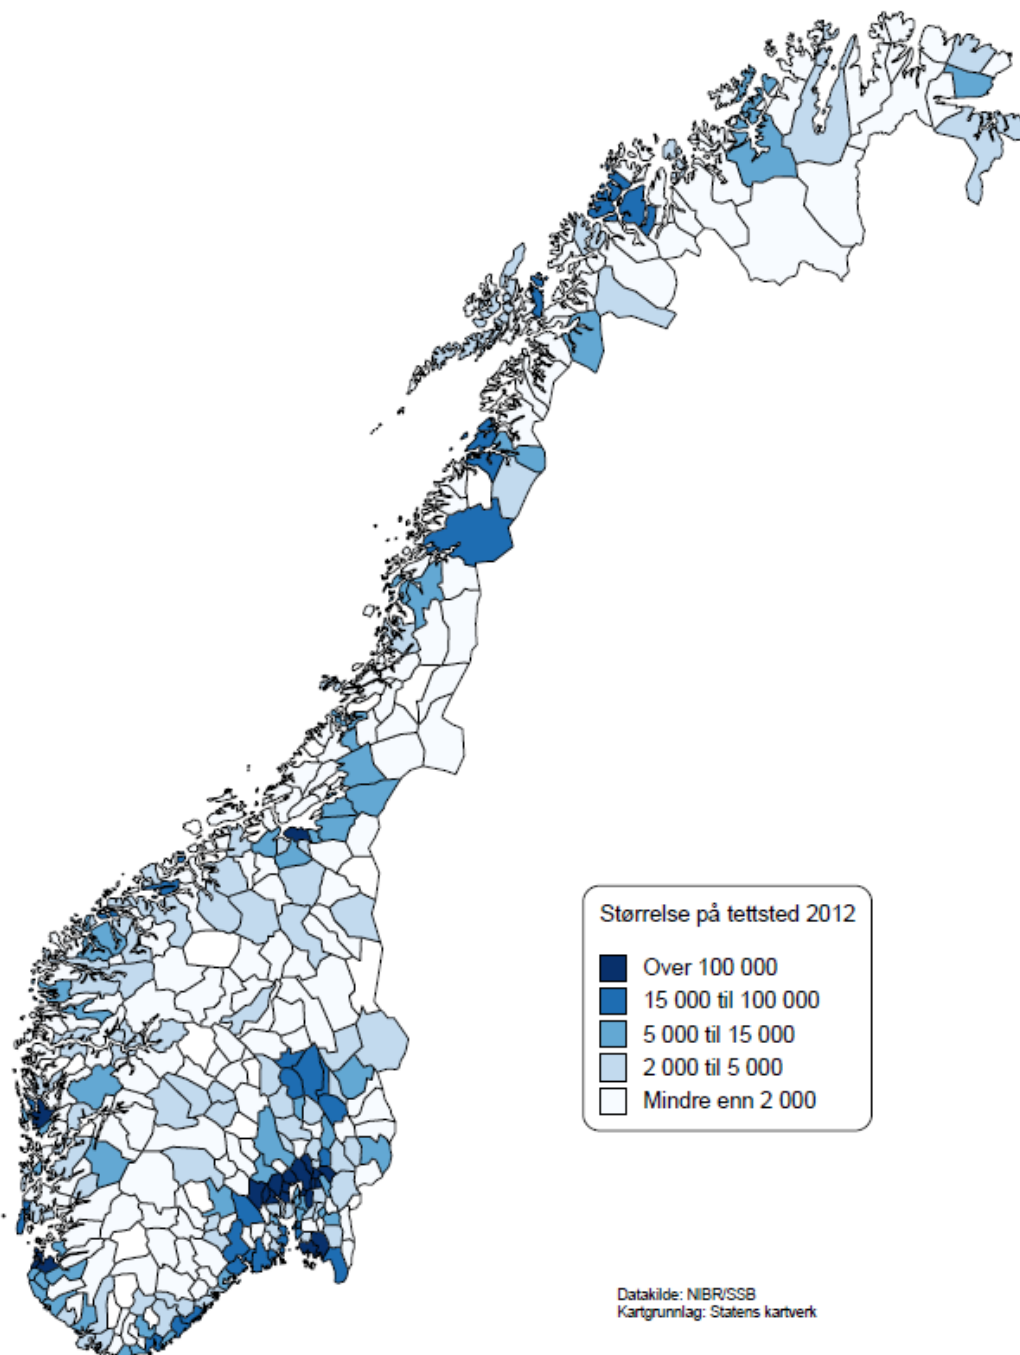 Størrelse på tettsted 2012
Over 100 000
15 000 til 100 000
5 000 til 15 000
2 000 til 5 000
Mindre enn 2 000
Datakilde: NIBR/SSB
Kartgrunnlag: Statens kartverk